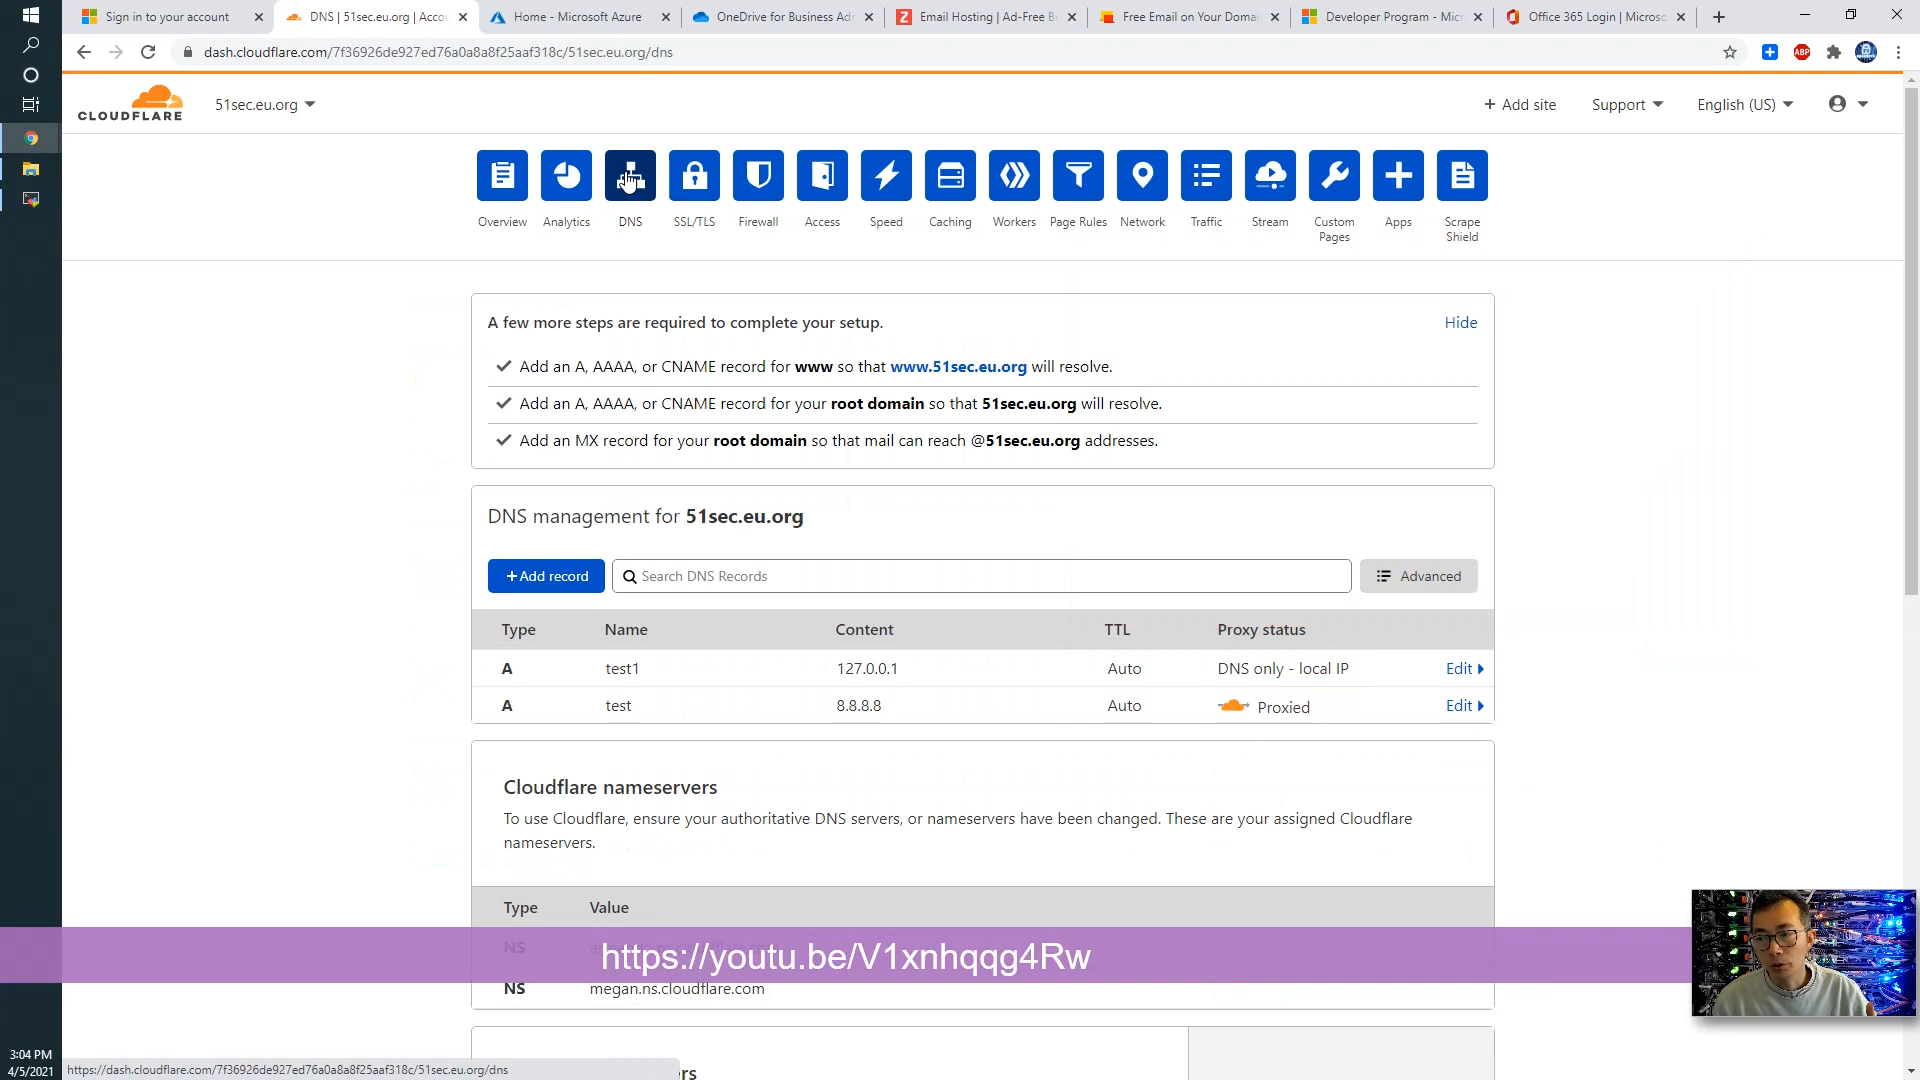 Sign in to your account
DNS | 51sec.eu.org | Accou
Home - Microsoft Azure
OneDrive for Business Ad
Email Hosting | Ad-Free B
Free Email on Your Domai
Developer Program - Micr
Office 365 Login | Microso
dash.cloudflare.com/7f36926de927ed76a0a8a8f25aaf318c/51sec.eu.org/dns
ABP
CLOUDFLARE
51sec.eu.org
+ Add site
Support
English (US)
Overview
Analytics
DNS
SSL/TLS
Firewall
Access
Speed
Caching
Workers
Page Rules
Network
Traffic
Stream
Custom Pages
Apps
Scrape Shield
A few more steps are required to complete your setup.
Hide
Add an A, AAAA, or CNAME record for www so that www.51sec.eu.org will resolve.
Add an A, AAAA, or CNAME record for your root domain so that 51sec.eu.org will resolve.
Add an MX record for your root domain so that mail can reach @51sec.eu.org addresses.
DNS management for 51sec.eu.org
+ Add record
Search DNS Records
Advanced
Type Name Content TTL Proxy status
A test1 127.0.0.1 Auto DNS only - local IP Edit
A test 8.8.8.8 Auto Proxied Edit
Cloudflare nameservers
To use Cloudflare, ensure your authoritative DNS servers, or nameservers have been changed. These are your assigned Cloudflare
nameservers.
Type Value
NS
https://youtu.be/V1xnhqqg4Rw
NS megan.ns.cloudflare.com
3:04 PM
4/5/2021
https://dash.cloudflare.com/7f36926de927ed76a0a8a8f25aaf318c/51sec.eu.org/dns